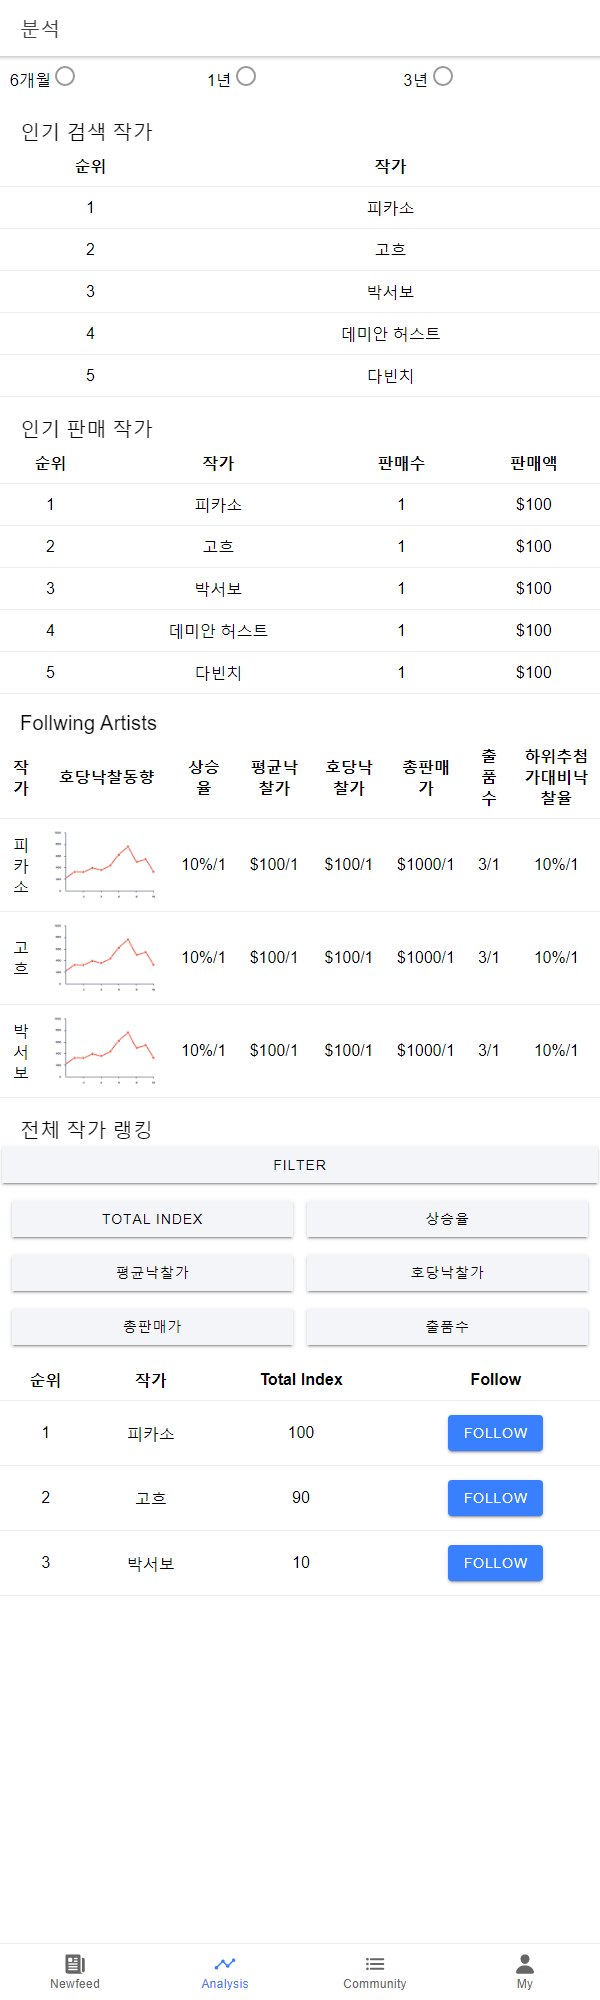 분석
6개월 1년 3년
인기 검색 작가
순위 작가
1 피카소
2 고흐
3 박서보
4 데미안 허스트
5 다빈치
인기 판매 작가
순위 작가 판매수 판매액
1 피카소 1 $100
2 고흐 1 $100
3 박서보 1 $100
4 데미안 허스트 1 $100
5 다빈치 1 $100
Follwing Artists
작가 호당낙찰동향 상승율 평균낙찰가 호당낙찰가 총판매가 출품수 하위추첨가대비낙찰율
피카소 10%/1 $100/1 $100/1 $1000/1 3/1 10%/1
고흐 10%/1 $100/1 $100/1 $1000/1 3/1 10%/1
박서보 10%/1 $100/1 $100/1 $1000/1 3/1 10%/1
전체 작가 랭킹
FILTER
TOTAL INDEX 상승율
평균낙찰가 호당낙찰가
총판매가 출품수
순위 작가 Total Index Follow
1 피카소 100 FOLLOW
2 고흐 90 FOLLOW
3 박서보 10 FOLLOW
Newfeed Analysis Community My